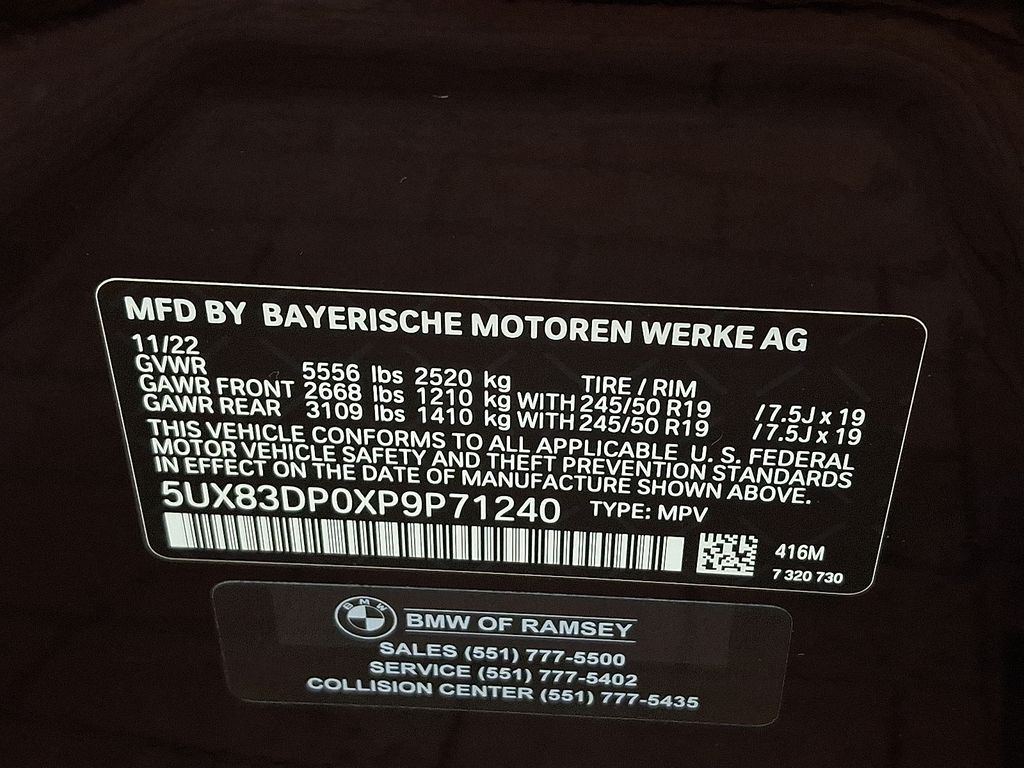 MFD BY BAYERISCHE MOTOREN WERKE AG
11/22
GVWR 5556 lbs 2520 kg TIRE / RIM
GAWR FRONT 2668 lbs 1210 kg WITH 245/50 R19 / 7.5J x 19
GAWR REAR 3109 lbs 1410 kg WITH 245/50 R19 / 7.5J x 19
THIS VEHICLE CONFORMS TO ALL APPLICABLE U. S. FEDERAL
MOTOR VEHICLE SAFETY AND THEFT PREVENTION STANDARDS
IN EFFECT ON THE DATE OF MANUFACTURE SHOWN ABOVE.
5UX83DP0XP9P71240 TYPE: MPV
416M
7 320 730
BMW
BMW OF RAMSEY
SALES (551) 777-5500
SERVICE (551) 777-5402
COLLISION CENTER (551) 777-5435